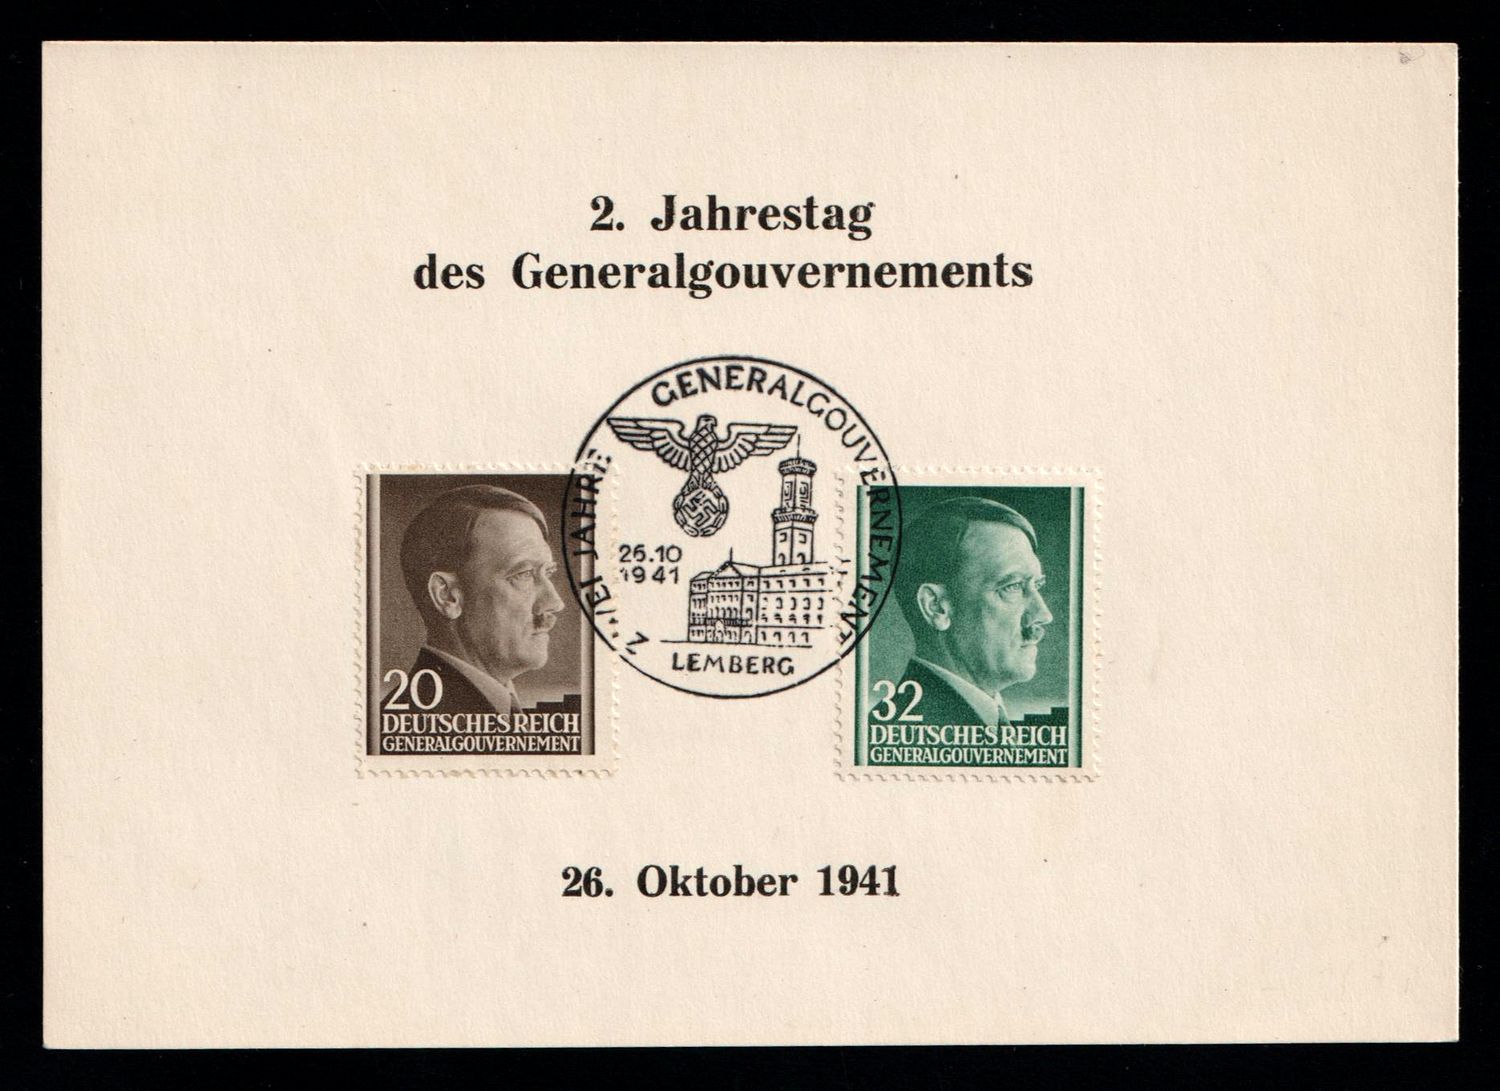 2. Jahrestag
des Generalgouvernements
ZWEI JAHRE GENERALGOUVERNEMENT
26.10
1941
LEMBERG
20
DEUTSCHES REICH
GENERALGOUVERNEMENT
32
DEUTSCHES REICH
GENERALGOUVERNEMENT
26. Oktober 1941